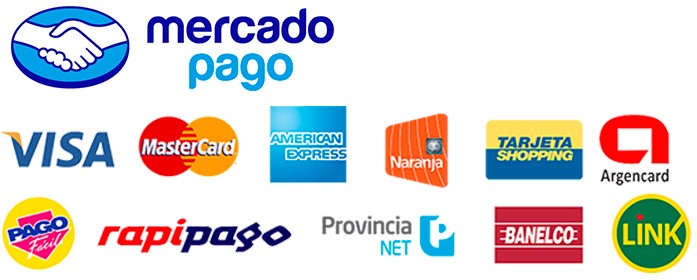 mercado
pago
VISA
MasterCard
AMERICAN
EXPRESS
Naranja
TARJETA
SHOPPING
Argencard
PAGO
Fácil
rapipago
Provincia
NET
BANELCO
LINK